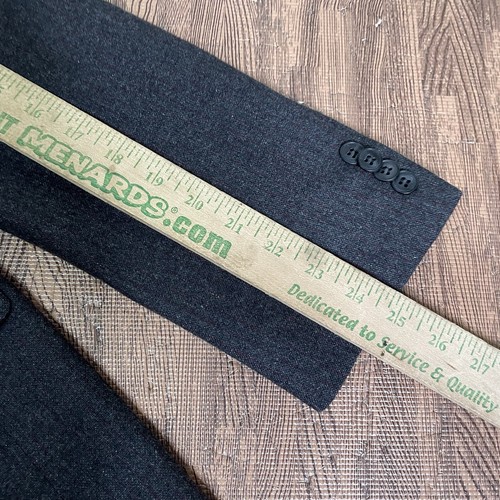 16 17 18 19 20 21 22 23 24 25 26 27
T MENARDS®.com
Dedicated to Service & Quality